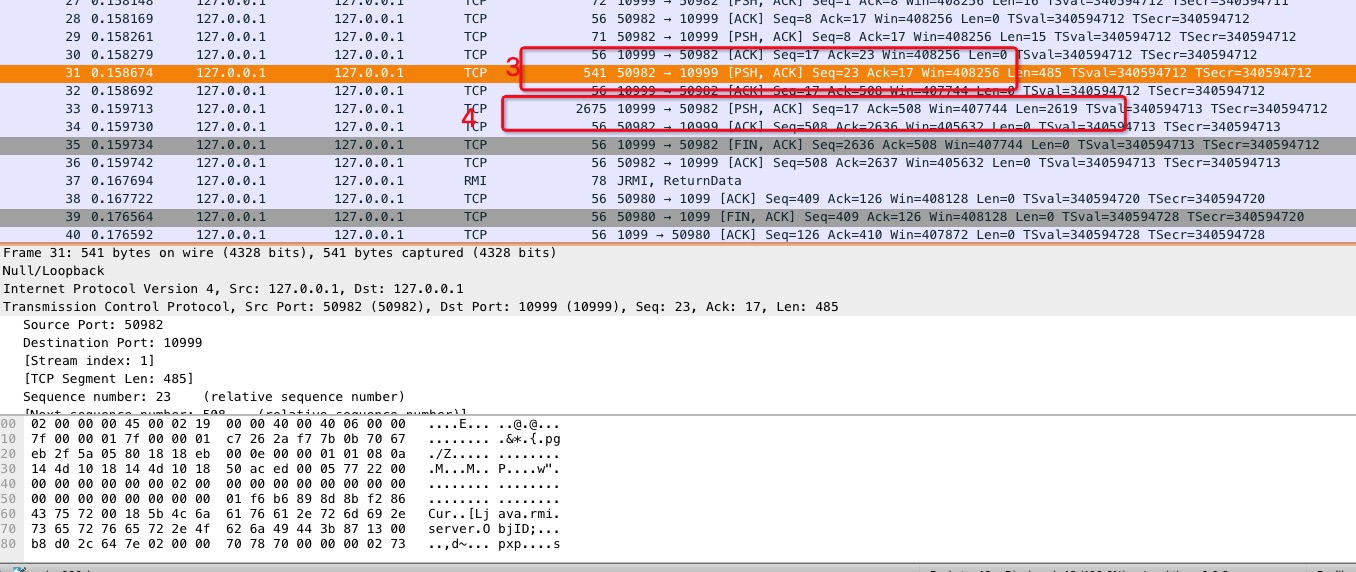 28 0.158169 127.0.0.1 127.0.0.1 TCP 56 10999 → 50982 [ACK] Seq=8 Ack=17 Win=408256 Len=0 TSval=340594712 TSecr=340594712
29 0.158261 127.0.0.1 127.0.0.1 TCP 71 50982 → 10999 [PSH, ACK] Seq=8 Ack=17 Win=408256 Len=15 TSval=340594712 TSecr=340594712
30 0.158279 127.0.0.1 127.0.0.1 TCP 56 10999 → 50982 [ACK] Seq=17 Ack=23 Win=408256 Len=0 TSval=340594712 TSecr=340594712
3
31 0.158674 127.0.0.1 127.0.0.1 TCP 541 50982 → 10999 [PSH, ACK] Seq=23 Ack=17 Win=408256 Len=485 TSval=340594712 TSecr=340594712
32 0.158692 127.0.0.1 127.0.0.1 TCP 56 10999 → 50982 [ACK] Seq=17 Ack=508 Win=407744 Len=0 TSval=340594712 TSecr=340594712
33 0.159713 127.0.0.1 127.0.0.1 TCP 2675 10999 → 50982 [PSH, ACK] Seq=17 Ack=508 Win=407744 Len=2619 TSval=340594713 TSecr=340594712
4
34 0.159730 127.0.0.1 127.0.0.1 TCP 56 50982 → 10999 [ACK] Seq=508 Ack=2636 Win=405632 Len=0 TSval=340594713 TSecr=340594713
35 0.159734 127.0.0.1 127.0.0.1 TCP 56 10999 → 50982 [FIN, ACK] Seq=2636 Ack=508 Win=407744 Len=0 TSval=340594713 TSecr=340594712
36 0.159742 127.0.0.1 127.0.0.1 TCP 56 50982 → 10999 [ACK] Seq=508 Ack=2637 Win=405632 Len=0 TSval=340594713 TSecr=340594713
37 0.167694 127.0.0.1 127.0.0.1 RMI 78 JRMI, ReturnData
38 0.167722 127.0.0.1 127.0.0.1 TCP 56 50980 → 1099 [ACK] Seq=409 Ack=126 Win=408128 Len=0 TSval=340594720 TSecr=340594720
39 0.176564 127.0.0.1 127.0.0.1 TCP 56 50980 → 1099 [FIN, ACK] Seq=409 Ack=126 Win=408128 Len=0 TSval=340594728 TSecr=340594720
40 0.176592 127.0.0.1 127.0.0.1 TCP 56 1099 → 50980 [ACK] Seq=126 Ack=410 Win=407872 Len=0 TSval=340594728 TSecr=340594728
Frame 31: 541 bytes on wire (4328 bits), 541 bytes captured (4328 bits)
Null/Loopback
Internet Protocol Version 4, Src: 127.0.0.1, Dst: 127.0.0.1
Transmission Control Protocol, Src Port: 50982 (50982), Dst Port: 10999 (10999), Seq: 23, Ack: 17, Len: 485
Source Port: 50982
Destination Port: 10999
[Stream index: 1]
[TCP Segment Len: 485]
Sequence number: 23 (relative sequence number)
[Next sequence number: 508 (relative sequence number)]
00 02 00 00 00 45 00 02 19 00 00 40 00 40 06 00 00 ....E... ..@.@...
10 7f 00 00 01 7f 00 00 01 c7 26 2a f7 7b 0b 70 67 ........ .&*.{.pg
20 eb 2f 5a 05 80 18 18 eb 00 0e 00 00 01 01 08 0a ./Z..... ........
30 14 4d 10 18 14 4d 10 18 50 ac ed 00 05 77 22 00 .M...M.. P....w".
40 00 00 00 00 00 00 02 00 00 00 00 00 00 00 00 00 ........ ........
50 00 00 00 00 00 00 00 00 01 f6 b6 89 8d 8b f2 86 ........ ........
60 43 75 72 00 18 5b 4c 6a 61 76 61 2e 72 6d 69 2e Cur..[Lj ava.rmi.
70 73 65 72 76 65 72 2e 4f 62 6a 49 44 3b 87 13 00 server.O bjID;...
80 b8 d0 2c 64 7e 02 00 00 70 78 70 00 00 00 02 73 ..,d~... pxp....s